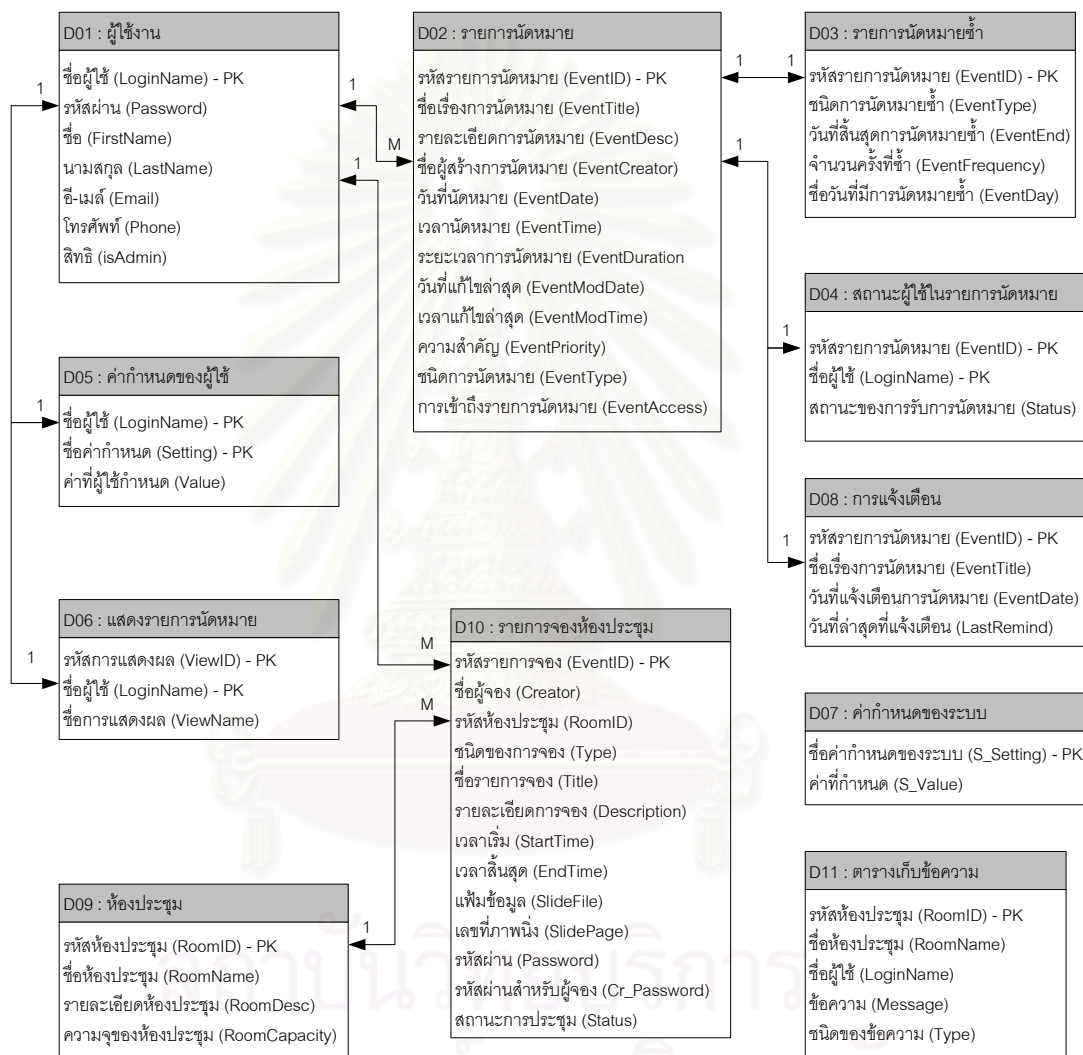 D01 : ผู้ใช้งาน
ชื่อผู้ใช้ (LoginName) - PK
รหัสผ่าน (Password)
ชื่อ (FirstName)
นามสกุล (LastName)
อี-เมล์ (Email)
โทรศัพท์ (Phone)
สิทธิ (isAdmin)
D02 : รายการนัดหมาย
รหัสรายการนัดหมาย (EventID) - PK
ชื่อเรื่องการนัดหมาย (EventTitle)
รายละเอียดการนัดหมาย (EventDesc)
ชื่อผู้สร้างการนัดหมาย (EventCreator)
วันที่นัดหมาย (EventDate)
เวลานัดหมาย (EventTime)
ระยะเวลาการนัดหมาย (EventDuration
วันที่แก้ไขล่าสุด (EventModDate)
เวลาแก้ไขล่าสุด (EventModTime)
ความสำคัญ (EventPriority)
ชนิดการนัดหมาย (EventType)
การเข้าถึงรายการนัดหมาย (EventAccess)
D03 : รายการนัดหมายซ้ำ
รหัสรายการนัดหมาย (EventID) - PK
ชนิดการนัดหมายซ้ำ (EventType)
วันที่สิ้นสุดการนัดหมายซ้ำ (EventEnd)
จำนวนครั้งที่ซ้ำ (EventFrequency)
ชื่อวันที่มีการนัดหมายซ้ำ (EventDay)
D04 : สถานะผู้ใช้ในรายการนัดหมาย
รหัสรายการนัดหมาย (EventID) - PK
ชื่อผู้ใช้ (LoginName) - PK
สถานะของการรับการนัดหมาย (Status)
D05 : ค่ากำหนดของผู้ใช้
ชื่อผู้ใช้ (LoginName) - PK
ชื่อค่ากำหนด (Setting) - PK
ค่าที่ผู้ใช้กำหนด (Value)
D08 : การแจ้งเตือน
รหัสรายการนัดหมาย (EventID) - PK
ชื่อเรื่องการนัดหมาย (EventTitle)
วันที่แจ้งเตือนการนัดหมาย (EventDate)
วันที่ล่าสุดที่แจ้งเตือน (LastRemind)
D06 : แสดงรายการนัดหมาย
รหัสการแสดงผล (ViewID) - PK
ชื่อผู้ใช้ (LoginName) - PK
ชื่อการแสดงผล (ViewName)
D10 : รายการจองห้องประชุม
รหัสรายการจอง (EventID) - PK
ชื่อผู้จอง (Creator)
รหัสห้องประชุม (RoomID)
ชนิดของการจอง (Type)
ชื่อรายการจอง (Title)
รายละเอียดการจอง (Description)
เวลาเริ่ม (StartTime)
เวลาสิ้นสุด (EndTime)
แฟ้มข้อมูล (SlideFile)
เลขที่ภาพนิ่ง (SlidePage)
รหัสผ่าน (Password)
รหัสผ่านสำหรับผู้จอง (Cr_Password)
สถานะการประชุม (Status)
D07 : ค่ากำหนดของระบบ
ชื่อค่ากำหนดของระบบ (S_Setting) - PK
ค่าที่กำหนด (S_Value)
D09 : ห้องประชุม
รหัสห้องประชุม (RoomID) - PK
ชื่อห้องประชุม (RoomName)
รายละเอียดห้องประชุม (RoomDesc)
ความจุของห้องประชุม (RoomCapacity)
D11 : ตารางเก็บข้อความ
รหัสห้องประชุม (RoomID) - PK
ชื่อห้องประชุม (RoomName)
ชื่อผู้ใช้ (LoginName)
ข้อความ (Message)
ชนิดของข้อความ (Type)
1
1
M
1
1
1
1
1
1
1
1
M
M
1